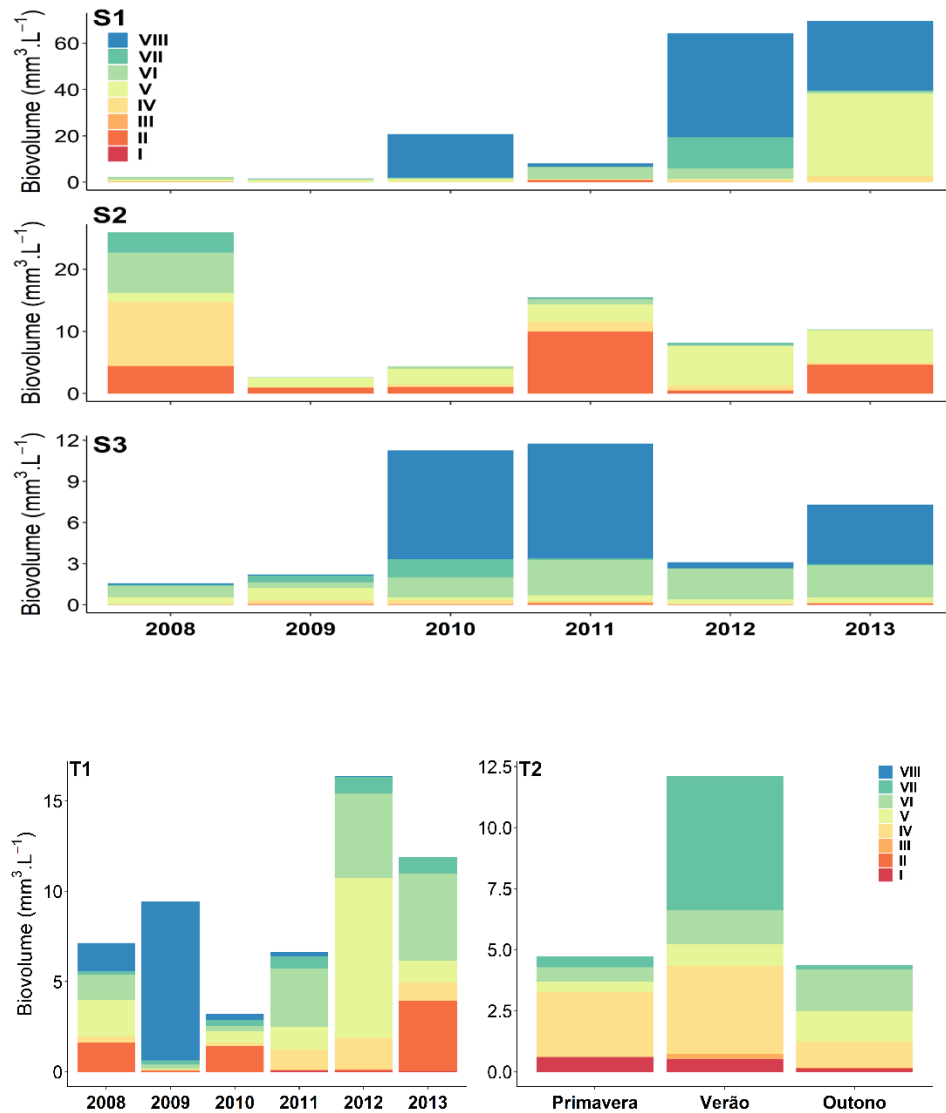 S1
Biovolume (mm³.L⁻¹)
60
40
20
0
VIII
VII
VI
V
IV
III
II
I
S2
Biovolume (mm³.L⁻¹)
20
10
0
S3
Biovolume (mm³.L⁻¹)
12
9
6
3
0
2008 2009 2010 2011 2012 2013
T1
Biovolume (mm³.L⁻¹)
15
10
5
0
2008 2009 2010 2011 2012 2013
T2
12.5
10.0
7.5
5.0
2.5
0.0
VIII
VII
VI
V
IV
III
II
I
Primavera Verão Outono